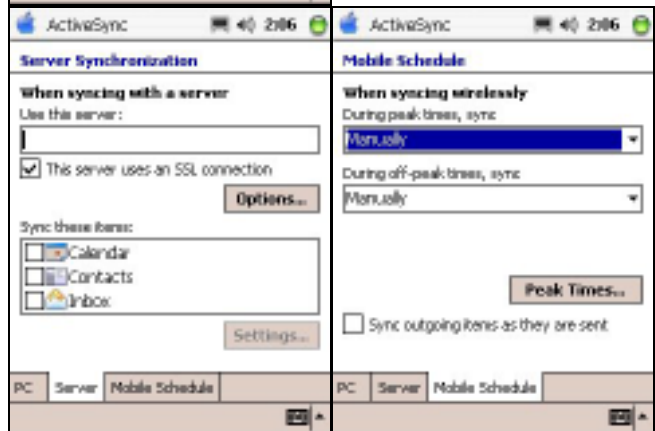 ActiveSync 2:06
Server Synchronization
When syncing with a server
Use this server:
This server uses an SSL connection
Options...
Sync these items:
Calendar
Contacts
Inbox
Settings...
PC Server Mobile Schedule
ActiveSync 2:06
Mobile Schedule
When syncing wirelessly
During peak times, sync
Manually
During off-peak times, sync
Manually
Peak Times...
Sync outgoing items as they are sent
PC Server Mobile Schedule